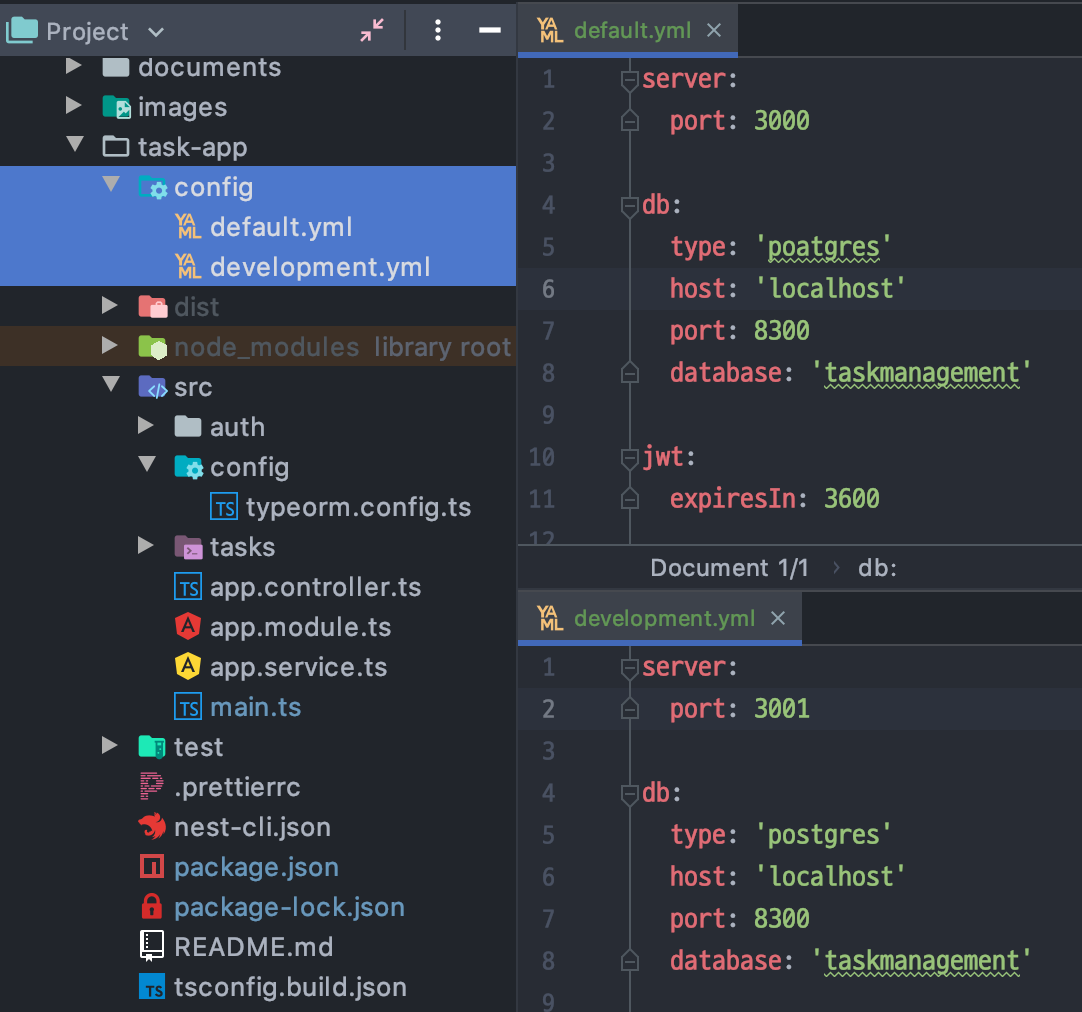 Project
documents
images
task-app
config
default.yml
development.yml
dist
node_modules library root
src
auth
config
typeorm.config.ts
tasks
app.controller.ts
app.module.ts
app.service.ts
main.ts
test
.prettierrc
nest-cli.json
package.json
package-lock.json
README.md
tsconfig.build.json
default.yml
1 server:
2 port: 3000
3
4 db:
5 type: 'poatgres'
6 host: 'localhost'
7 port: 8300
8 database: 'taskmanagement'
9
10 jwt:
11 expiresIn: 3600
12
Document 1/1 › db:
development.yml
1 server:
2 port: 3001
3
4 db:
5 type: 'postgres'
6 host: 'localhost'
7 port: 8300
8 database: 'taskmanagement'
9